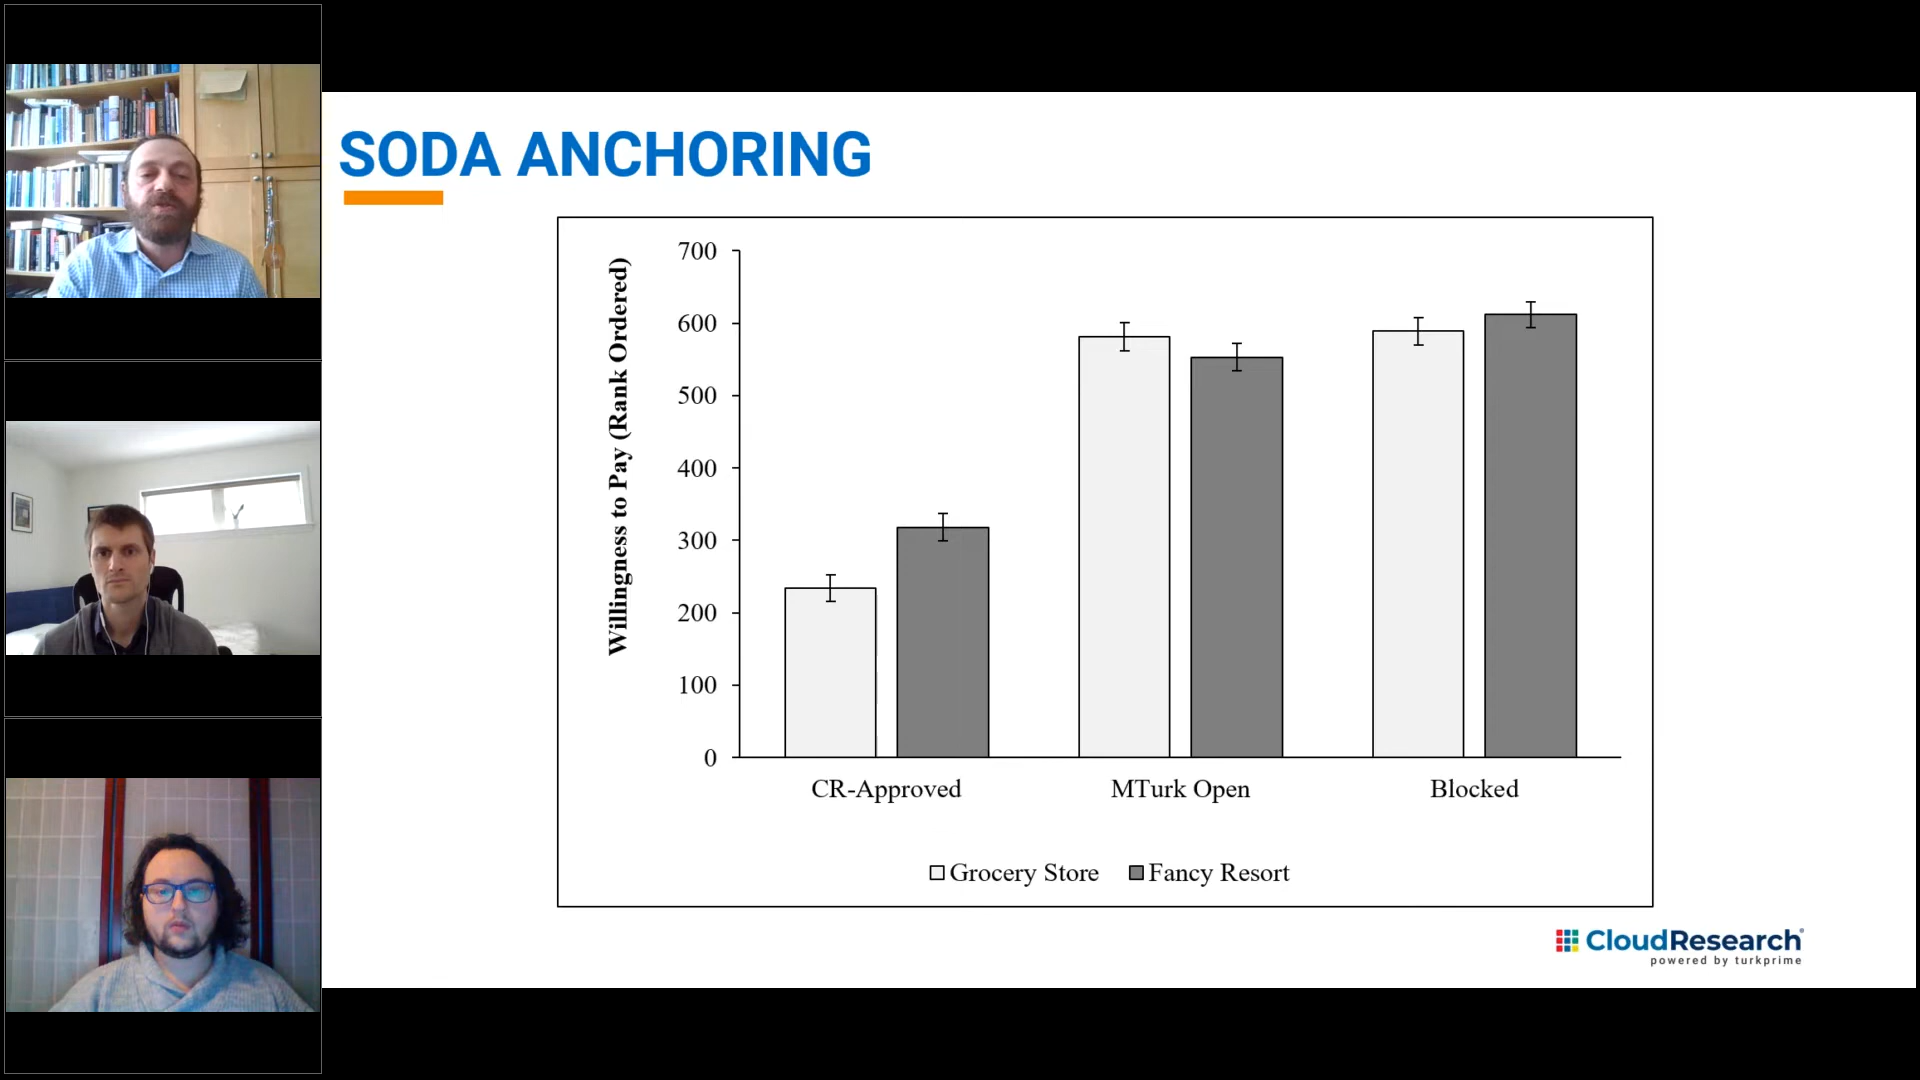 SODA ANCHORING
Willingness to Pay (Rank Ordered)
700
600
500
400
300
200
100
0
CR-Approved MTurk Open Blocked
Grocery Store Fancy Resort
CloudResearch
powered by turkprime